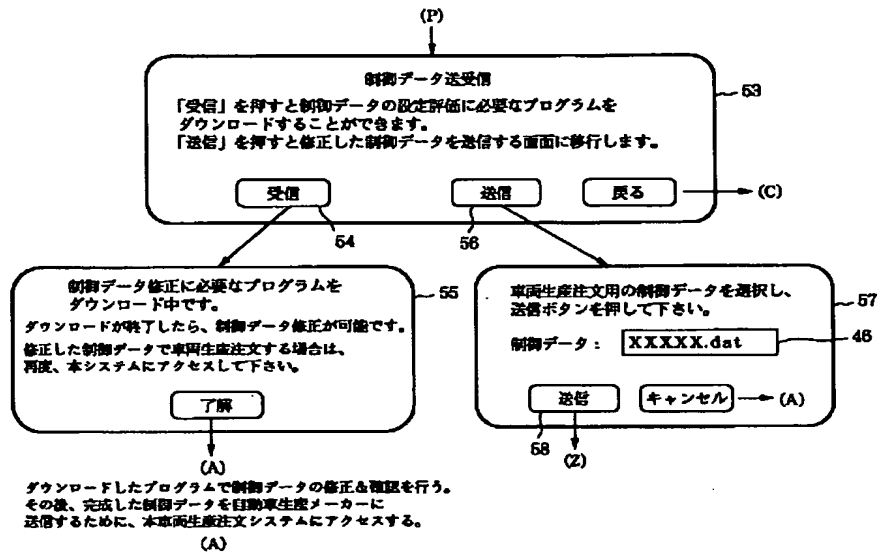 (P)
制御データ送受信
53
「受信」を押すと制御データの設定評価に必要なプログラムを
ダウンロードすることができます。
「送信」を押すと修正した制御データを送信する画面に移行します。
受信
送信
戻る
(C)
54
56
制御データ修正に必要なプログラムを
ダウンロード中です。
ダウンロードが終了したら、制御データ修正が可能です。
修正した制御データで車両生産注文する場合は、
再度、本システムにアクセスして下さい。
了解
55
(A)
車両生産注文用の制御データを選択し、
送信ボタンを押して下さい。
57
制御データ： XXXXX.dat
46
送信
キャンセル
(A)
58
(Z)
ダウンロードしたプログラムで制御データの修正&確認を行う。
その後、完成した制御データを自動車生産メーカーに
送信するために、本車両生産注文システムにアクセスする。
(A)